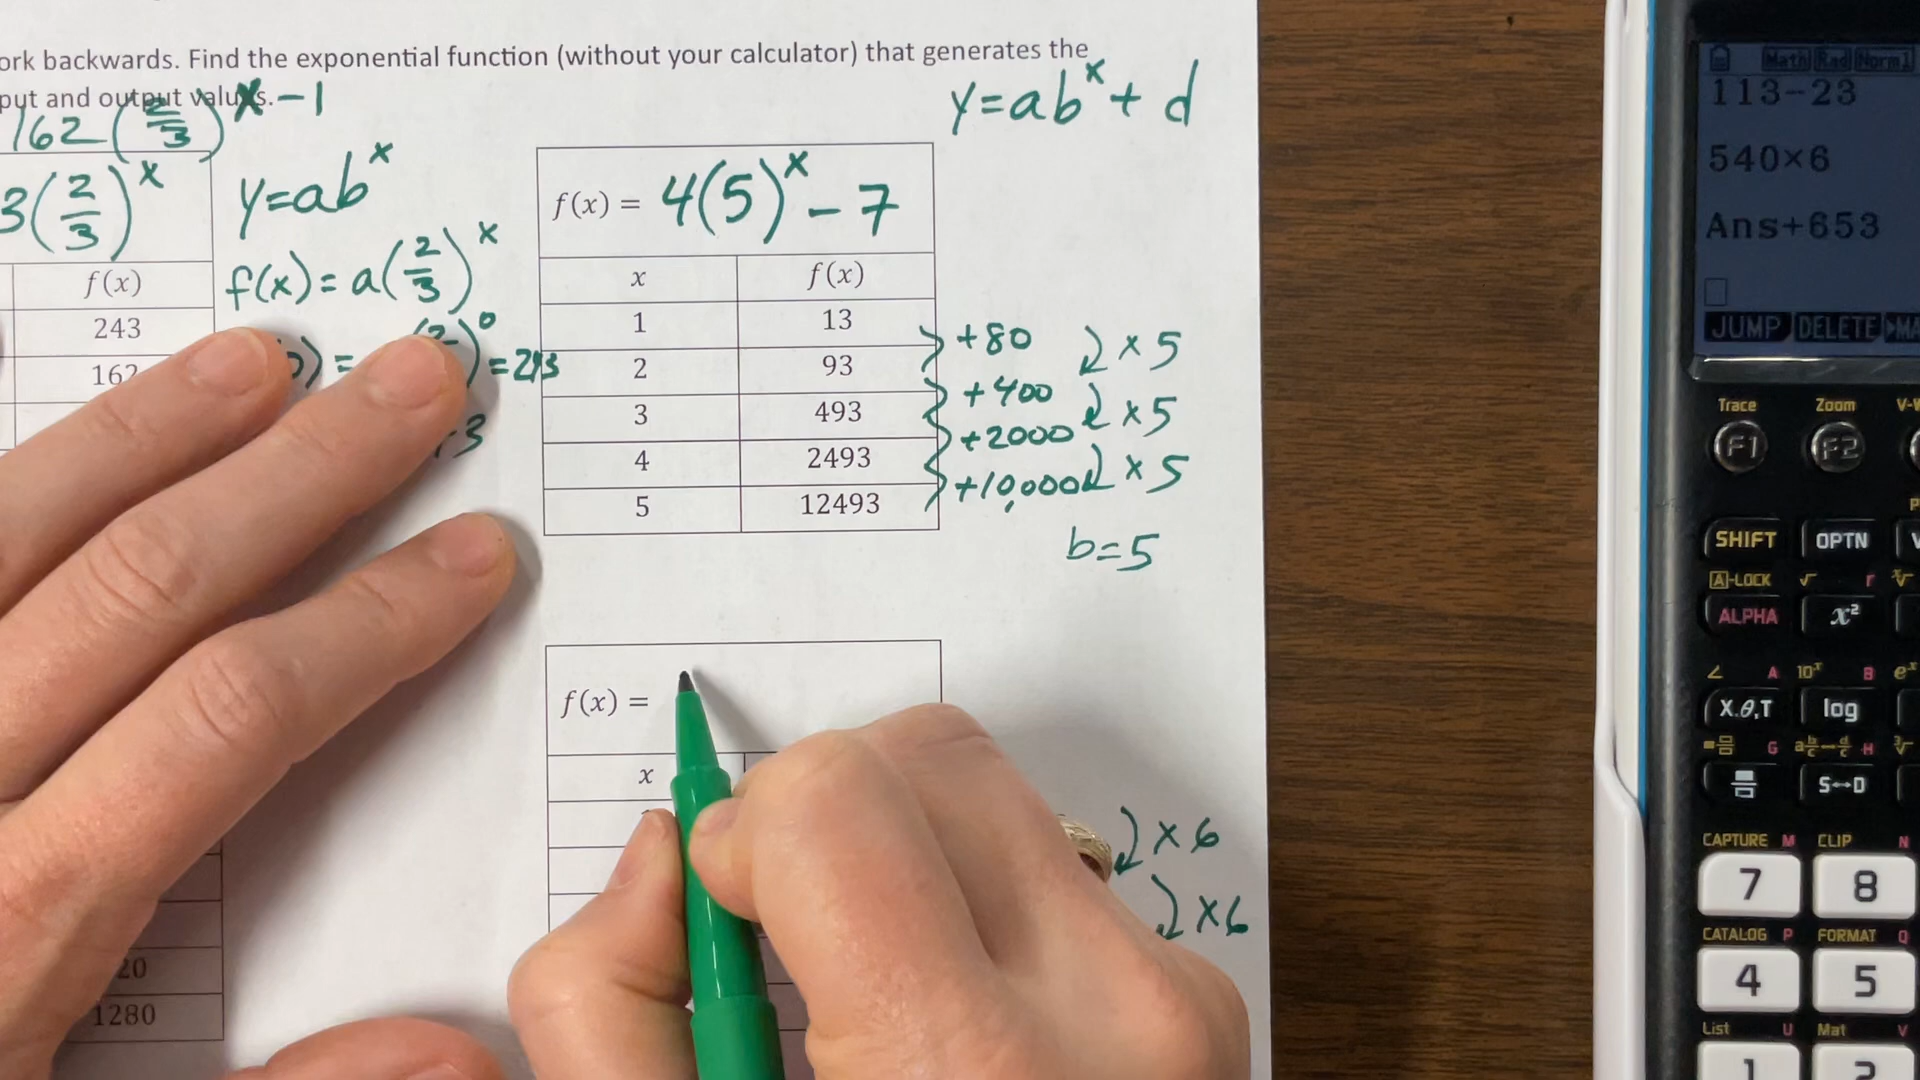 ork backwards. Find the exponential function (without your calculator) that generates the
put and output values.
162(2/3)^x-1
3(2/3)^x
f(x)
243
162
20
1280
y=ab^x
f(x)=a(2/3)^x
=243
3
y=ab^x+d
f(x) = 4(5)^x-7
x f(x)
1 13
2 93
3 493
4 2493
5 12493
+80
+400
+2000
+10,000
×5
×5
×5
b=5
f(x) =
x
×6
×6
Math Rad Norm1
113-23
540×6
Ans+653
JUMP DELETE
Trace Zoom
F1 F2
SHIFT OPTN
A-LOCK √ r
ALPHA x²
∠ A 10^x B e^x
X,θ,T log
G H
S↔D
CAPTURE M CLIP N
7 8
CATALOG P FORMAT Q
4 5
List U Mat V
1 2